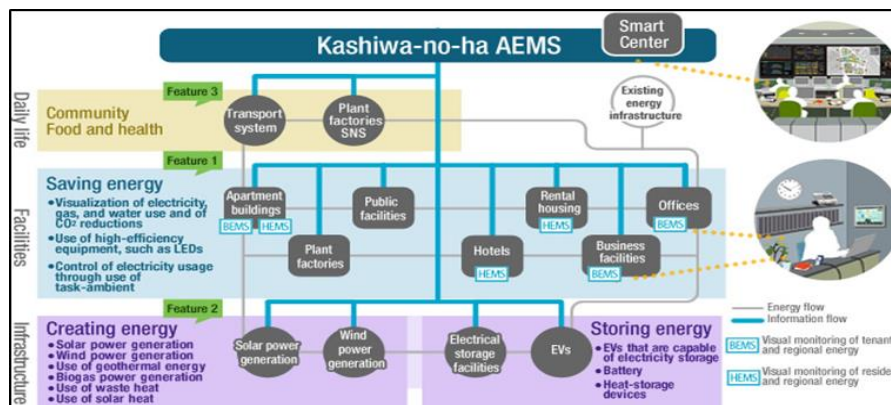 Kashiwa-no-ha AEMS
Smart
Center
Daily life
Feature 3
Community
Food and health
Transport
system
Plant
factories
SNS
Existing
energy
infrastructure
Facilities
Feature 1
Saving energy
• Visualization of electricity,
gas, and water use and of
CO² reductions
• Use of high-efficiency
equipment, such as LEDs
• Control of electricity usage
through use of
task-ambient
Apartment
buildings
BEMS HEMS
Public
facilities
Rental
housing
HEMS
Offices
BEMS
Plant
factories
Hotels
HEMS
Business
facilities
BEMS
Infrastructure
Feature 2
Creating energy
• Solar power generation
• Wind power generation
• Use of geothermal energy
• Biogas power generation
• Use of waste heat
• Use of solar heat
Solar power
generation
Wind
power
generation
Electrical
storage
facilities
EVs
Storing energy
• EVs that are capable
of electricity storage
• Battery
• Heat-storage
devices
Energy flow
Information flow
BEMS Visual monitoring of tenant
and regional energy
HEMS Visual monitoring of reside
and regional energy